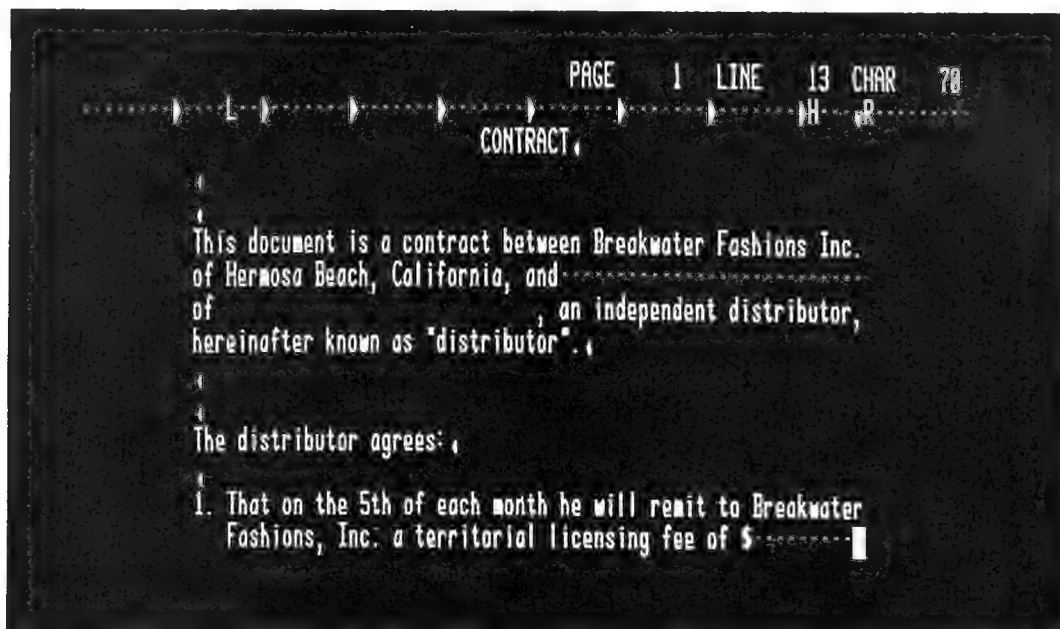 PAGE 1 LINE 13 CHAR 70
L H R
CONTRACT
This document is a contract between Breakwater Fashions Inc.
of Hermosa Beach, California, and
of , an independent distributor,
hereinafter known as "distributor".
The distributor agrees:
1. That on the 5th of each month he will remit to Breakwater
Fashions, Inc. a territorial licensing fee of $